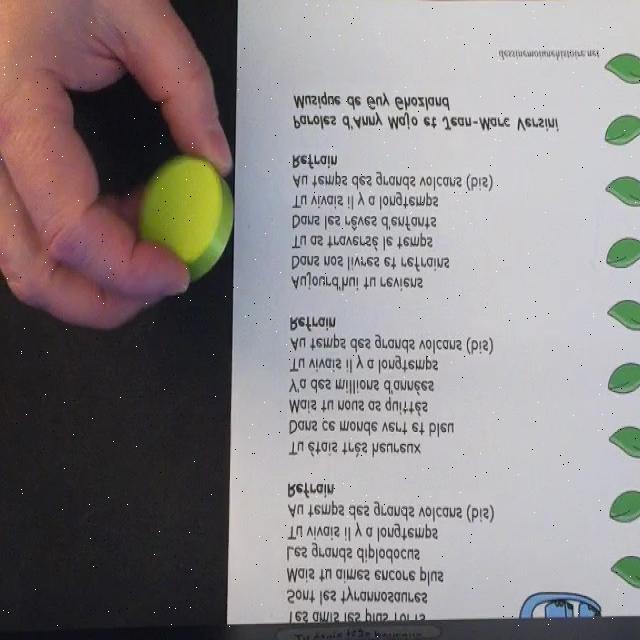 Tes amis les plus forts
Sont les tyrannosaures
Mais tu aimes encore plus
Les grands diplodocus
Tu vivais il y a longtemps
Au temps des grands volcans (bis)
Refrain
Tu étais très heureux
Dans ce monde vert et bleu
Mais tu nous as quittés
Y'a des millions d'années
Tu vivais il y a longtemps
Au temps des grands volcans (bis)
Refrain
Aujourd'hui tu reviens
Dans nos livres et refrains
Tu as traversé le temps
Dans les rêves d'enfants
Tu vivais il y a longtemps
Au temps des grands volcans (bis)
Refrain
Paroles d'Anny Majo et Jean-Marc Versini
Musique de Guy Ghozland
dessinemoiunehistoire.net